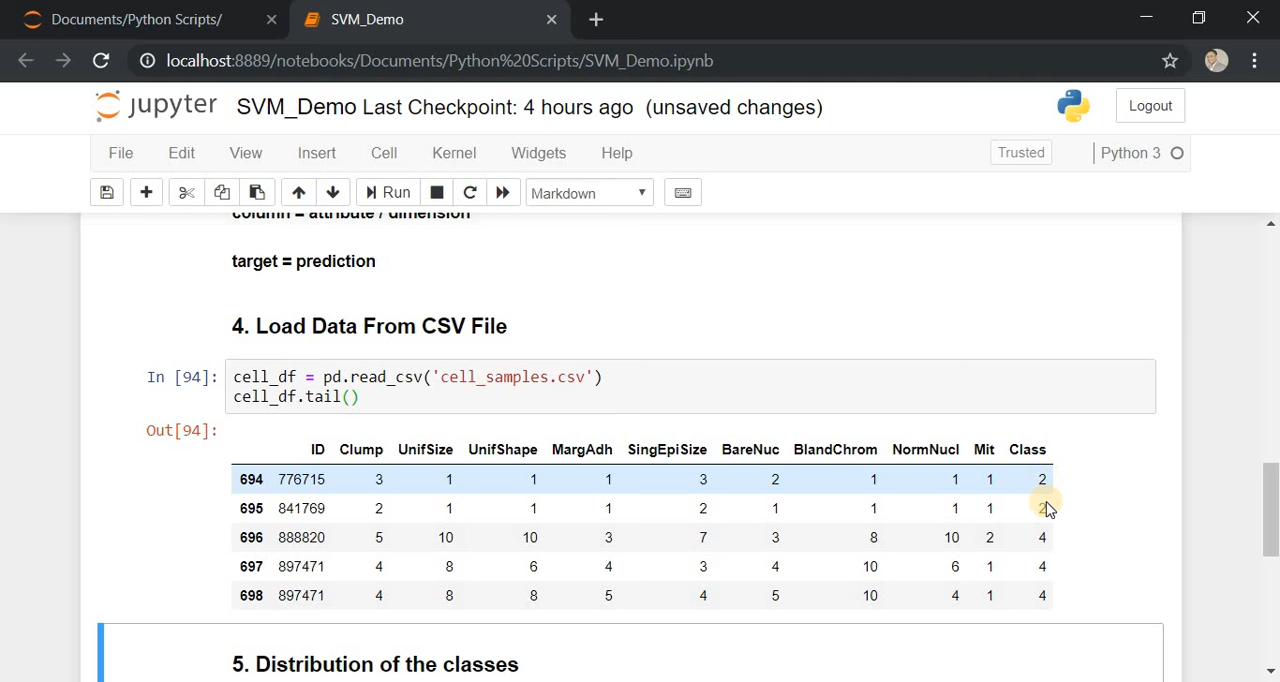 Documents/Python Scripts/
SVM_Demo
localhost:8889/notebooks/Documents/Python%20Scripts/SVM_Demo.ipynb
jupyter
SVM_Demo Last Checkpoint: 4 hours ago (unsaved changes)
Logout
File Edit View Insert Cell Kernel Widgets Help
Trusted
Python 3
Run
Markdown
column = attribute / dimension
target = prediction
4. Load Data From CSV File
In [94]: cell_df = pd.read_csv('cell_samples.csv')
cell_df.tail()
Out[94]:
ID Clump UnifSize UnifShape MargAdh SingEpiSize BareNuc BlandChrom NormNucl Mit Class
694 776715 3 1 1 1 3 2 1 1 1 2
695 841769 2 1 1 1 2 1 1 1 1 2
696 888820 5 10 10 3 7 3 8 10 2 4
697 897471 4 8 6 4 3 4 10 6 1 4
698 897471 4 8 8 5 4 5 10 4 1 4
5. Distribution of the classes